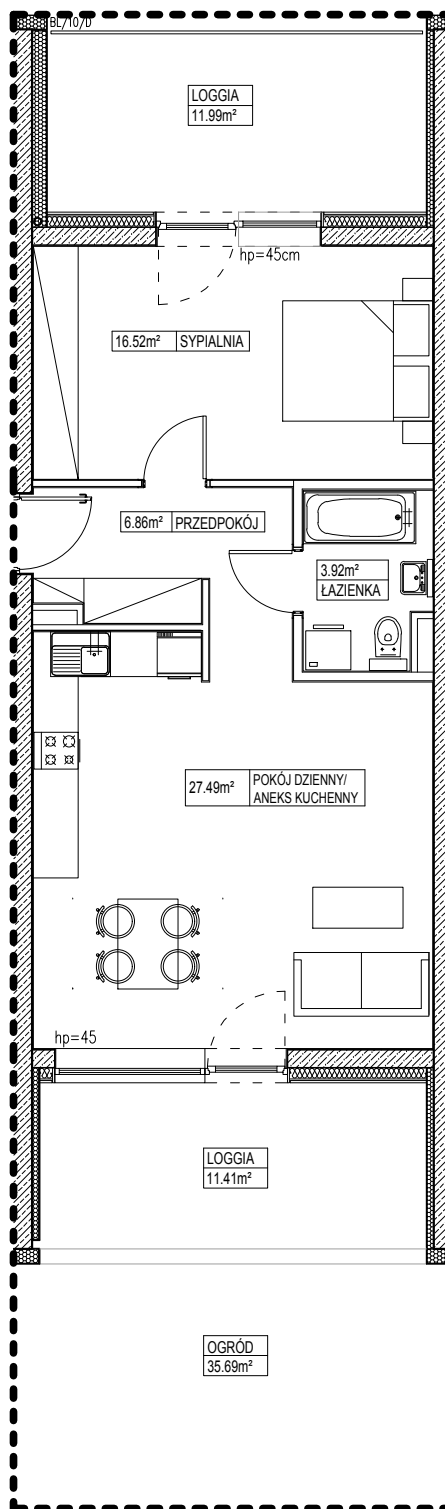 BL/10/D
LOGGIA
11.99m²
hp=45cm
16.52m² SYPIALNIA
6.86m² PRZEDPOKÓJ
3.92m²
ŁAZIENKA
27.49m² POKÓJ DZIENNY/
ANEKS KUCHENNY
hp=45
LOGGIA
11.41m²
OGRÓD
35.69m²